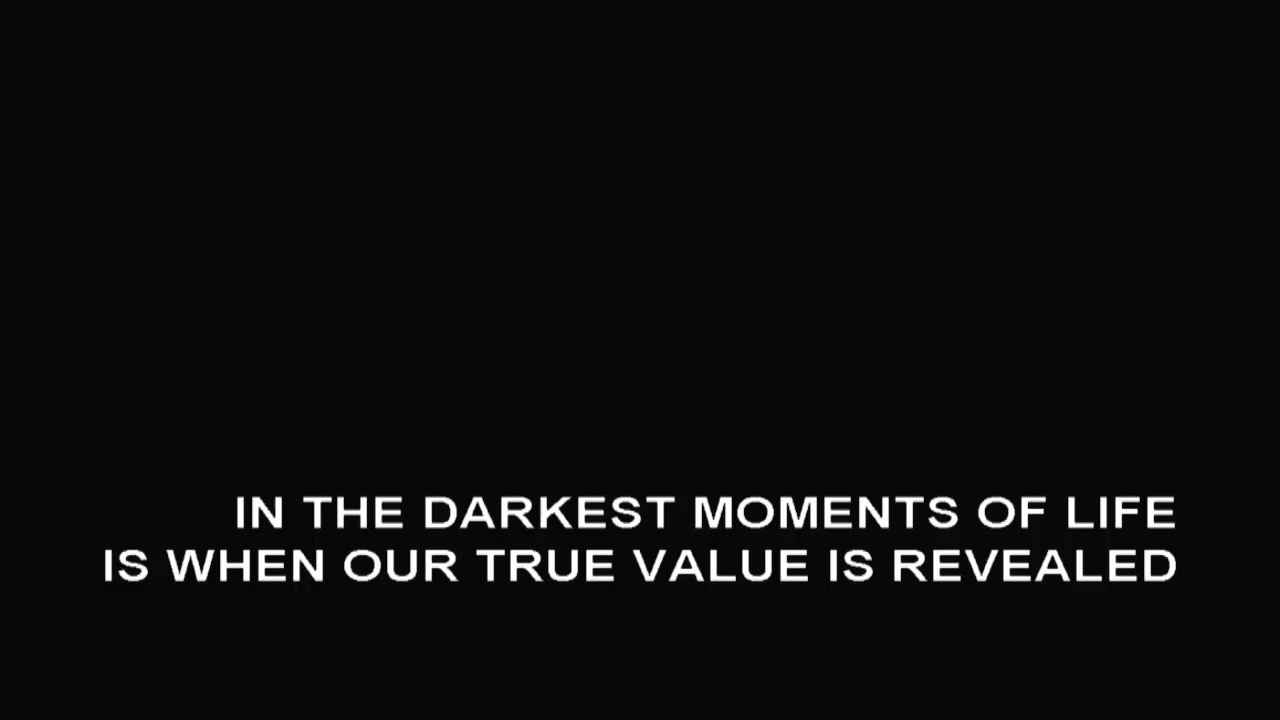 IN THE DARKEST MOMENTS OF LIFE
IS WHEN OUR TRUE VALUE IS REVEALED